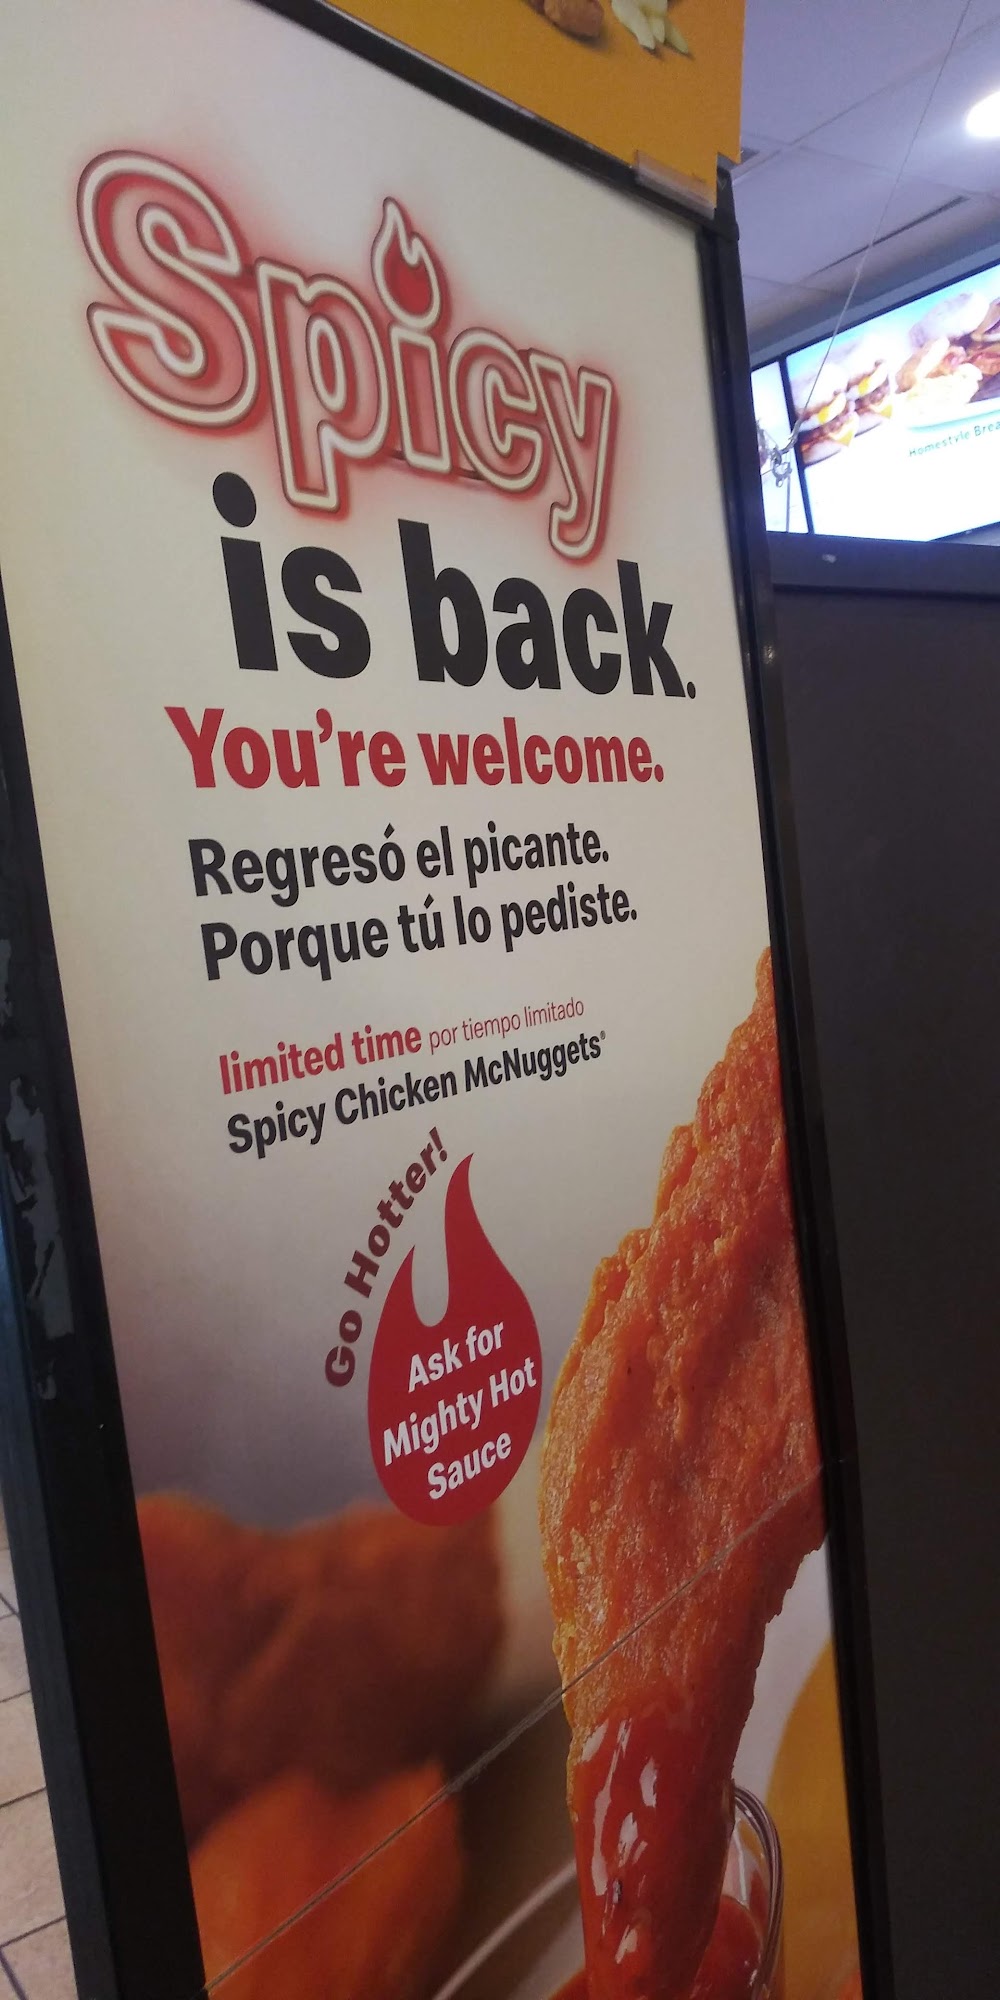 Spicy
is back.
You're welcome.
Regresó el picante.
Porque tú lo pediste.
limited time por tiempo limitado
Spicy Chicken McNuggets®
Go Hotter!
Ask for
Mighty Hot
Sauce
Homestyle